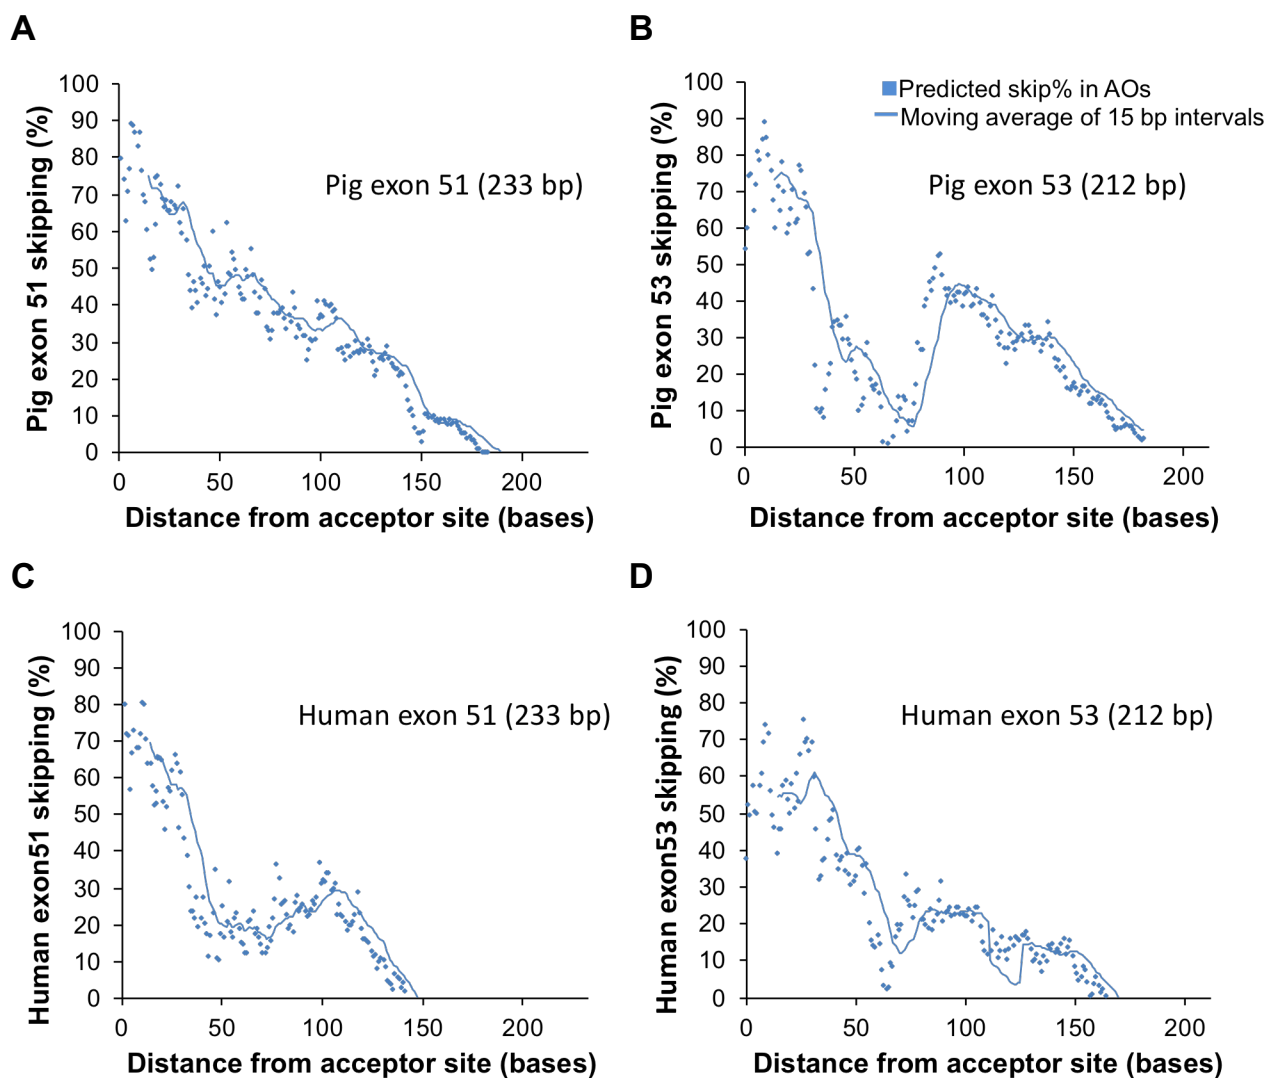 A
100
90
80
70
60
50
40
30
20
10
0
Pig exon 51 skipping (%)
Pig exon 51 (233 bp)
0 50 100 150 200
Distance from acceptor site (bases)
B
100
90
80
70
60
50
40
30
20
10
0
Pig exon 53 skipping (%)
Predicted skip% in AOs
Moving average of 15 bp intervals
Pig exon 53 (212 bp)
0 50 100 150 200
Distance from acceptor site (bases)
C
100
90
80
70
60
50
40
30
20
10
0
Human exon51 skipping (%)
Human exon 51 (233 bp)
0 50 100 150 200
Distance from acceptor site (bases)
D
100
90
80
70
60
50
40
30
20
10
0
Human exon53 skipping (%)
Human exon 53 (212 bp)
0 50 100 150 200
Distance from acceptor site (bases)